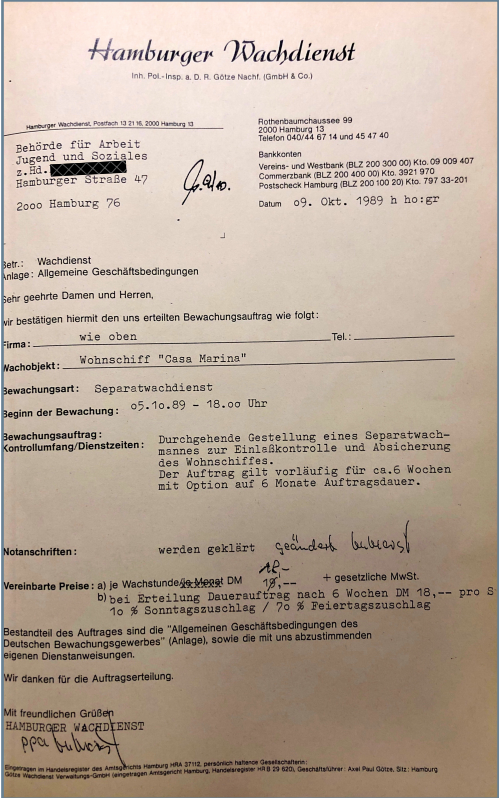 Hamburger Wachdienst
Inh. Pol.-Insp. a. D. R. Götze Nachf. (GmbH & Co.)
Hamburger Wachdienst, Postfach 13 21 16, 2000 Hamburg 13
Behörde für Arbeit
Jugend und Soziales
z.Hd.
Hamburger Straße 47
2ooo Hamburg 76
Rothenbaumchaussee 99
2000 Hamburg 13
Telefon 040/44 67 14 und 45 47 40
Bankkonten
Vereins- und Westbank (BLZ 200 300 00) Kto. 09 009 407
Commerzbank (BLZ 200 400 00) Kto. 3921 970
Postscheck Hamburg (BLZ 200 100 20) Kto. 797 33-201
Datum o9. Okt. 1989 h ho:gr
Betr.: Wachdienst
Anlage: Allgemeine Geschäftsbedingungen
Sehr geehrte Damen und Herren,
wir bestätigen hiermit den uns erteilten Bewachungsauftrag wie folgt:
Firma: wie oben Tel.:
Wachobjekt: Wohnschiff "Casa Marina"
Bewachungsart: Separatwachdienst
Beginn der Bewachung: o5.1o.89 - 18.oo Uhr
Bewachungsauftrag:
Kontrollumfang/Dienstzeiten: Durchgehende Gestellung eines Separatwach-
mannes zur Einlaßkontrolle und Absicherung
des Wohnschiffes.
Der Auftrag gilt vorläufig für ca.6 Wochen
mit Option auf 6 Monate Auftragsdauer.
Notanschriften: werden geklärt geändert
Vereinbarte Preise: a) je Wachstunde/je Monat DM ,-- + gesetzliche MwSt.
b) bei Erteilung Dauerauftrag nach 6 Wochen DM 18,-- pro S
1o % Sonntagszuschlag / 7o % Feiertagszuschlag
Bestandteil des Auftrages sind die "Allgemeinen Geschäftsbedingungen des
Deutschen Bewachungsgewerbes" (Anlage), sowie die mit uns abzustimmenden
eigenen Dienstanweisungen.
Wir danken für die Auftragserteilung.
Mit freundlichen Grüßen
HAMBURGER WACHDIENST
ppa
Eingetragen im Handelsregister des Amtsgerichts Hamburg HRA 37112, persönlich haftende Gesellschafterin:
Götze Wachdienst Verwaltungs-GmbH (eingetragen Amtsgericht Hamburg, Handelsregister HR B 29 620), Geschäftsführer: Axel Paul Götze, Sitz: Hamburg